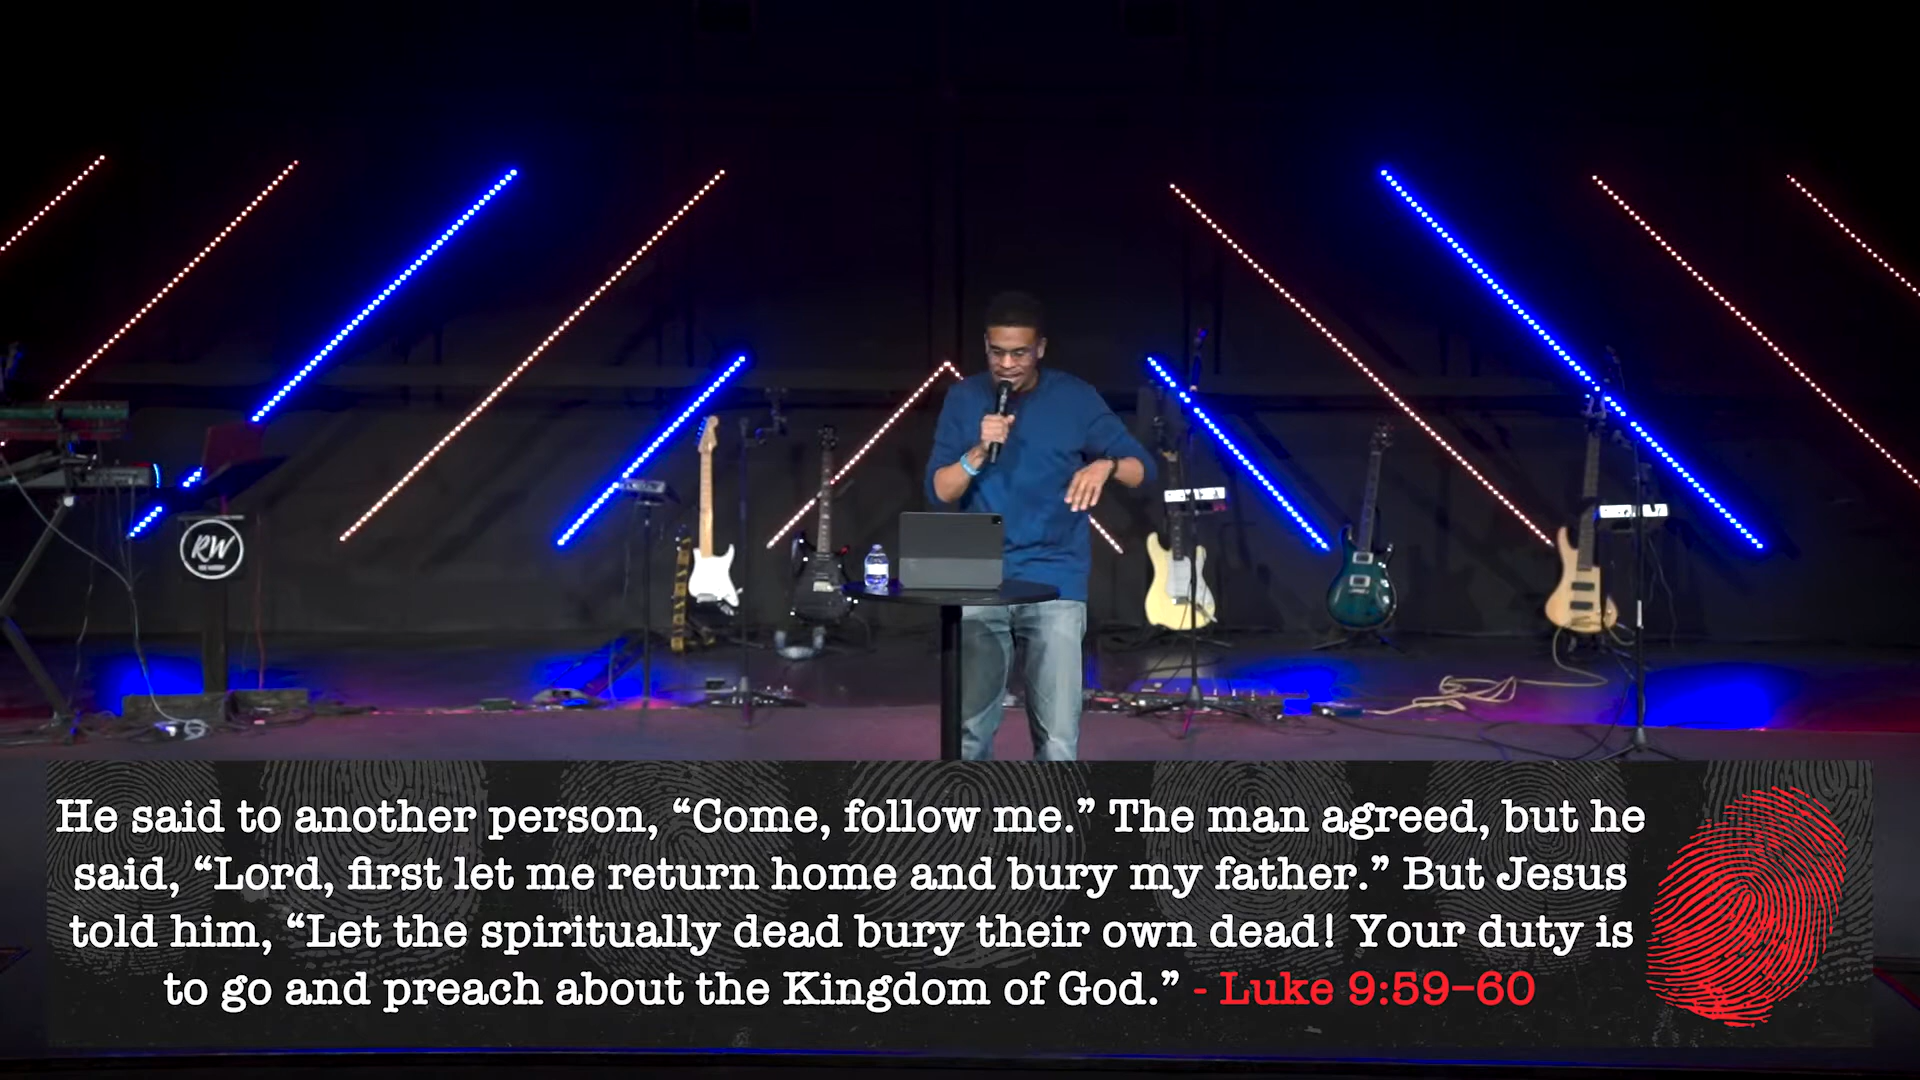 RW
He said to another person, “Come, follow me.” The man agreed, but he
said, “Lord, first let me return home and bury my father.” But Jesus
told him, “Let the spiritually dead bury their own dead! Your duty is
to go and preach about the Kingdom of God.” - Luke 9:59-60